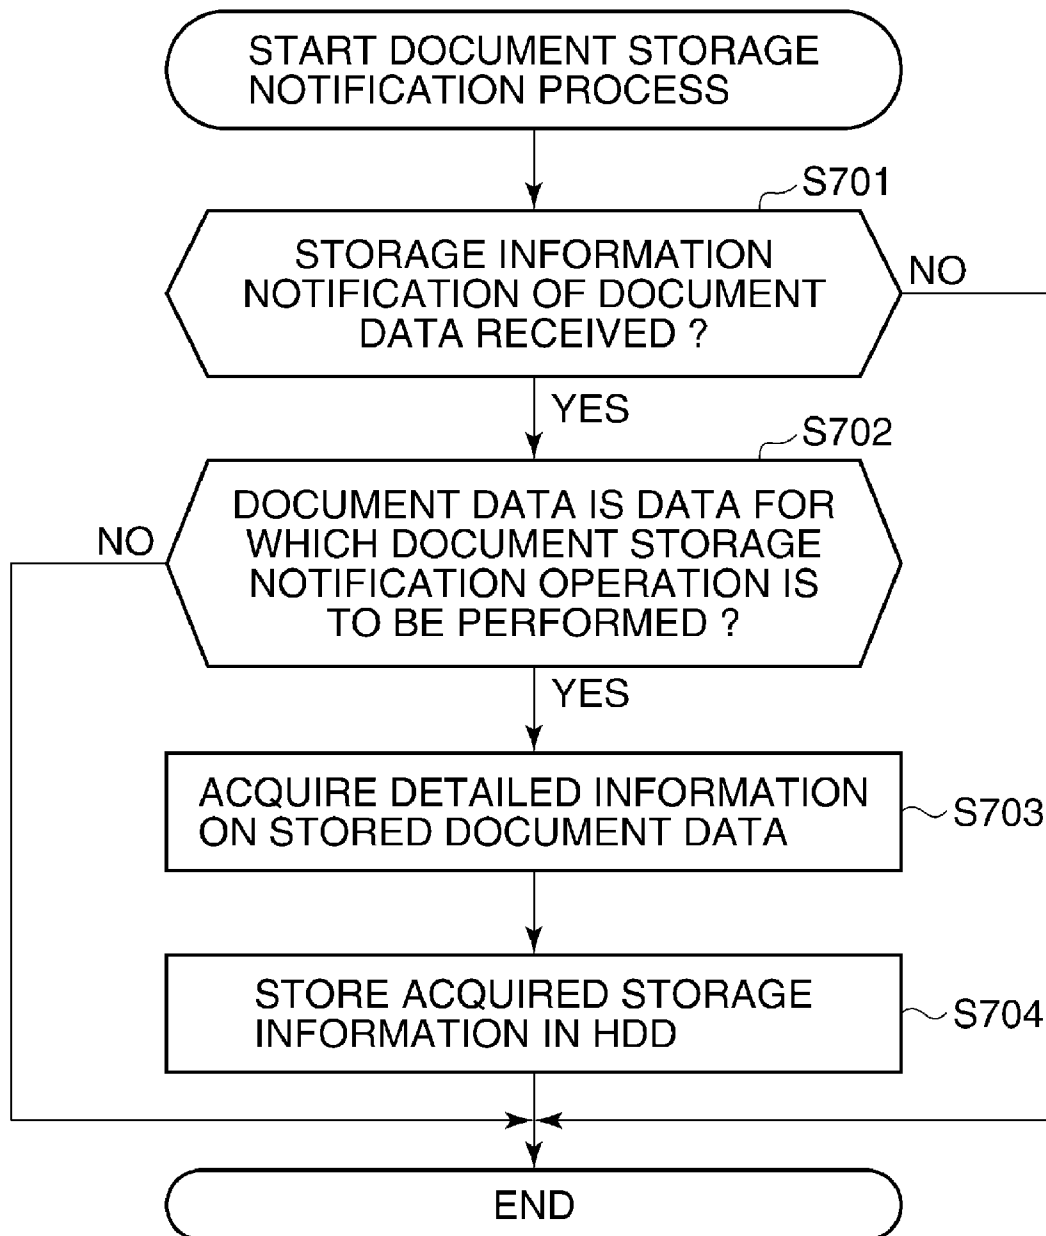 START DOCUMENT STORAGE
NOTIFICATION PROCESS
S701
STORAGE INFORMATION
NOTIFICATION OF DOCUMENT
DATA RECEIVED ?
NO
YES
S702
DOCUMENT DATA IS DATA FOR
WHICH DOCUMENT STORAGE
NOTIFICATION OPERATION IS
TO BE PERFORMED ?
NO
YES
ACQUIRE DETAILED INFORMATION
ON STORED DOCUMENT DATA
S703
STORE ACQUIRED STORAGE
INFORMATION IN HDD
S704
END